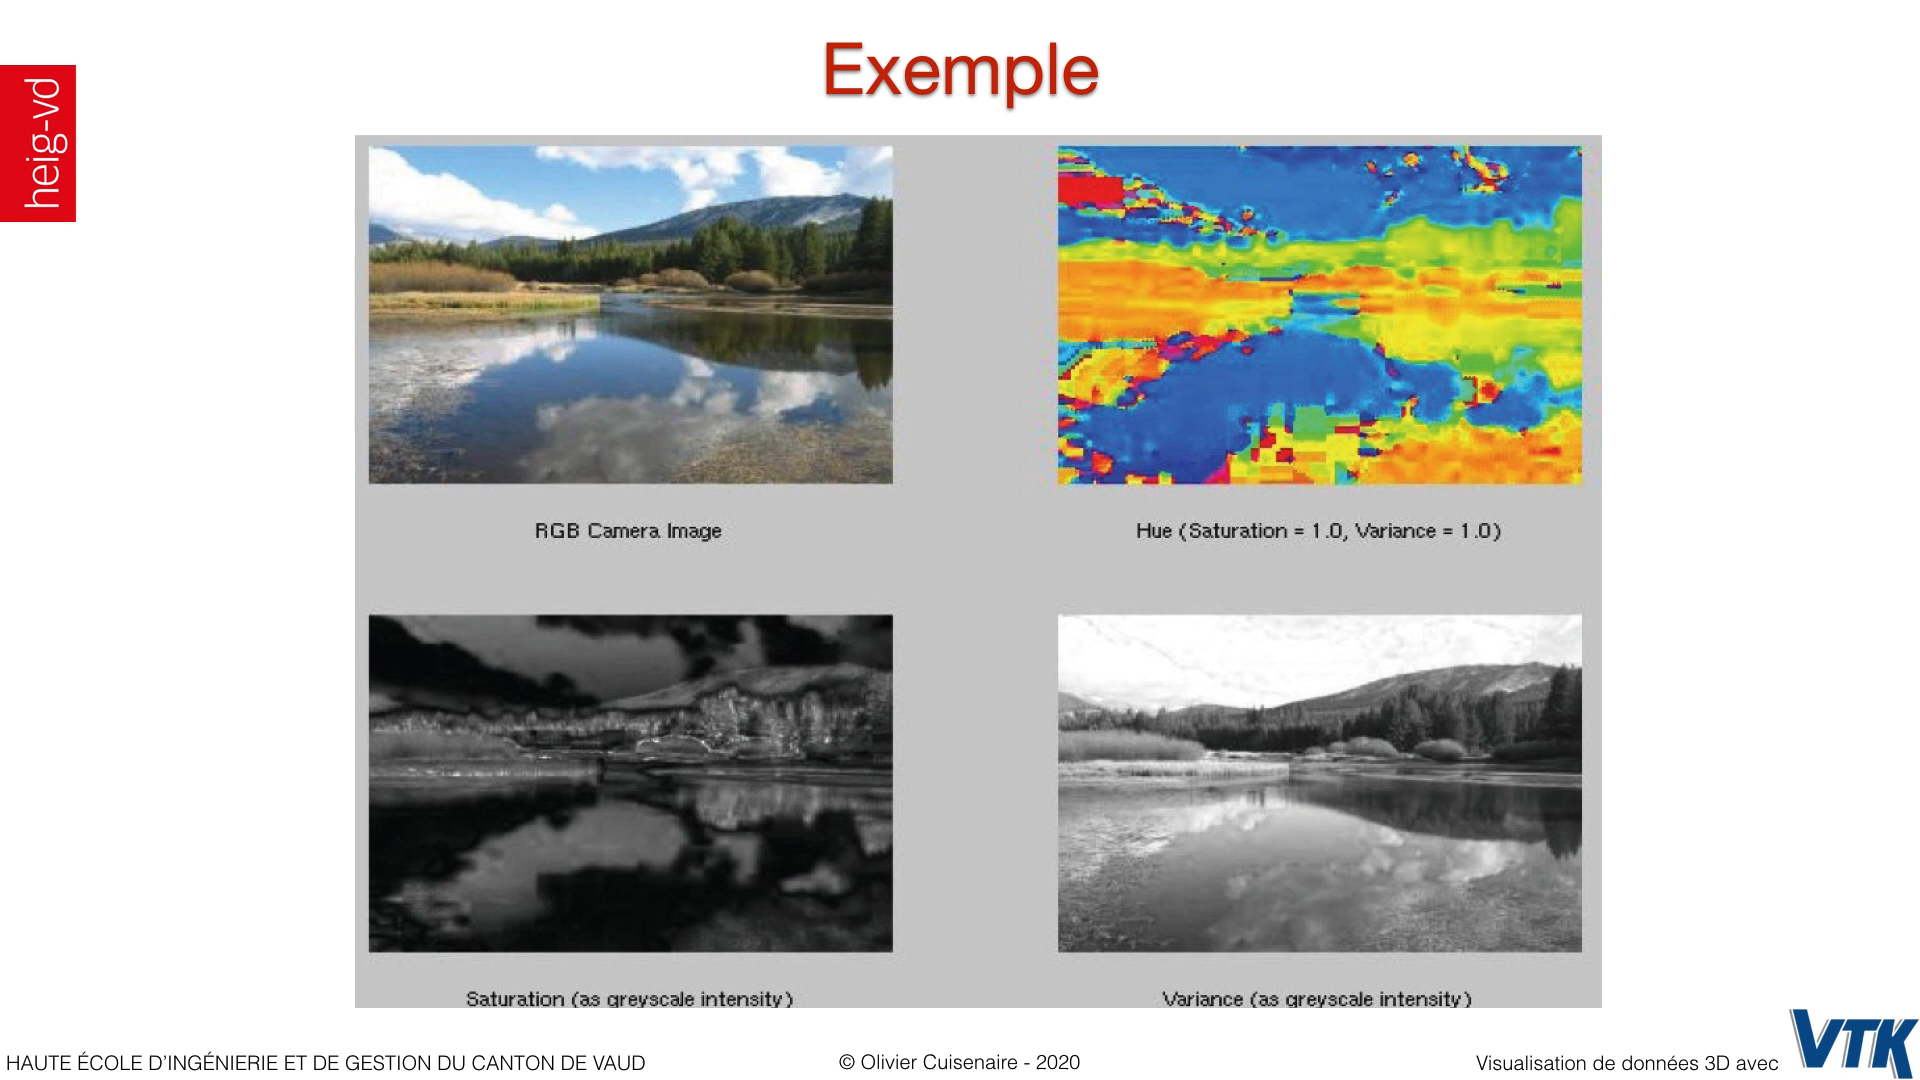 Exemple
heig-vd
RGB Camera Image
Hue (Saturation = 1.0, Variance = 1.0)
Saturation (as greyscale intensity)
Variance (as greyscale intensity)
HAUTE ÉCOLE D'INGÉNIERIE ET DE GESTION DU CANTON DE VAUD
© Olivier Cuisenaire - 2020
Visualisation de données 3D avec VTK